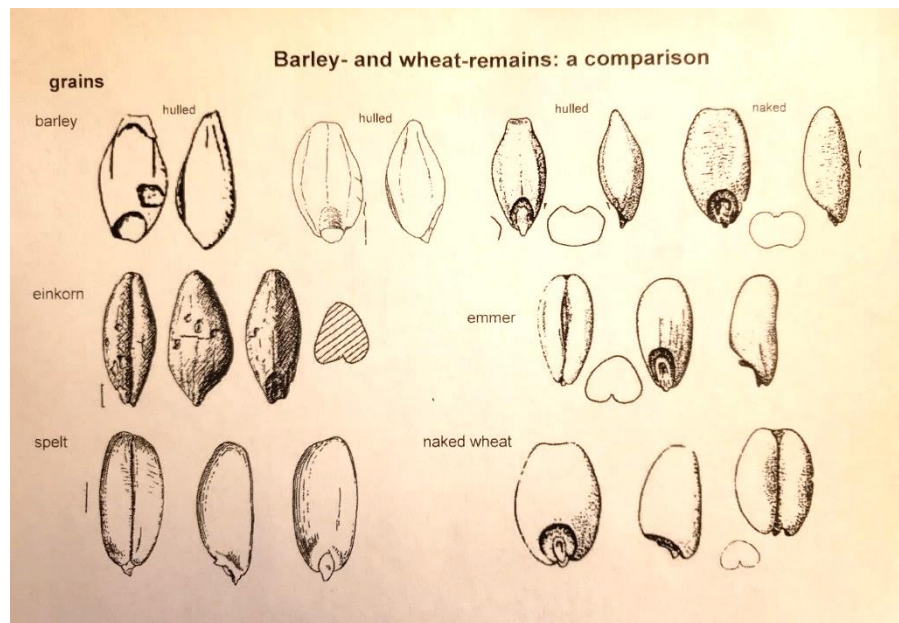 Barley- and wheat-remains: a comparison
grains
barley
hulled
hulled
hulled
naked
einkorn
emmer
spelt
naked wheat